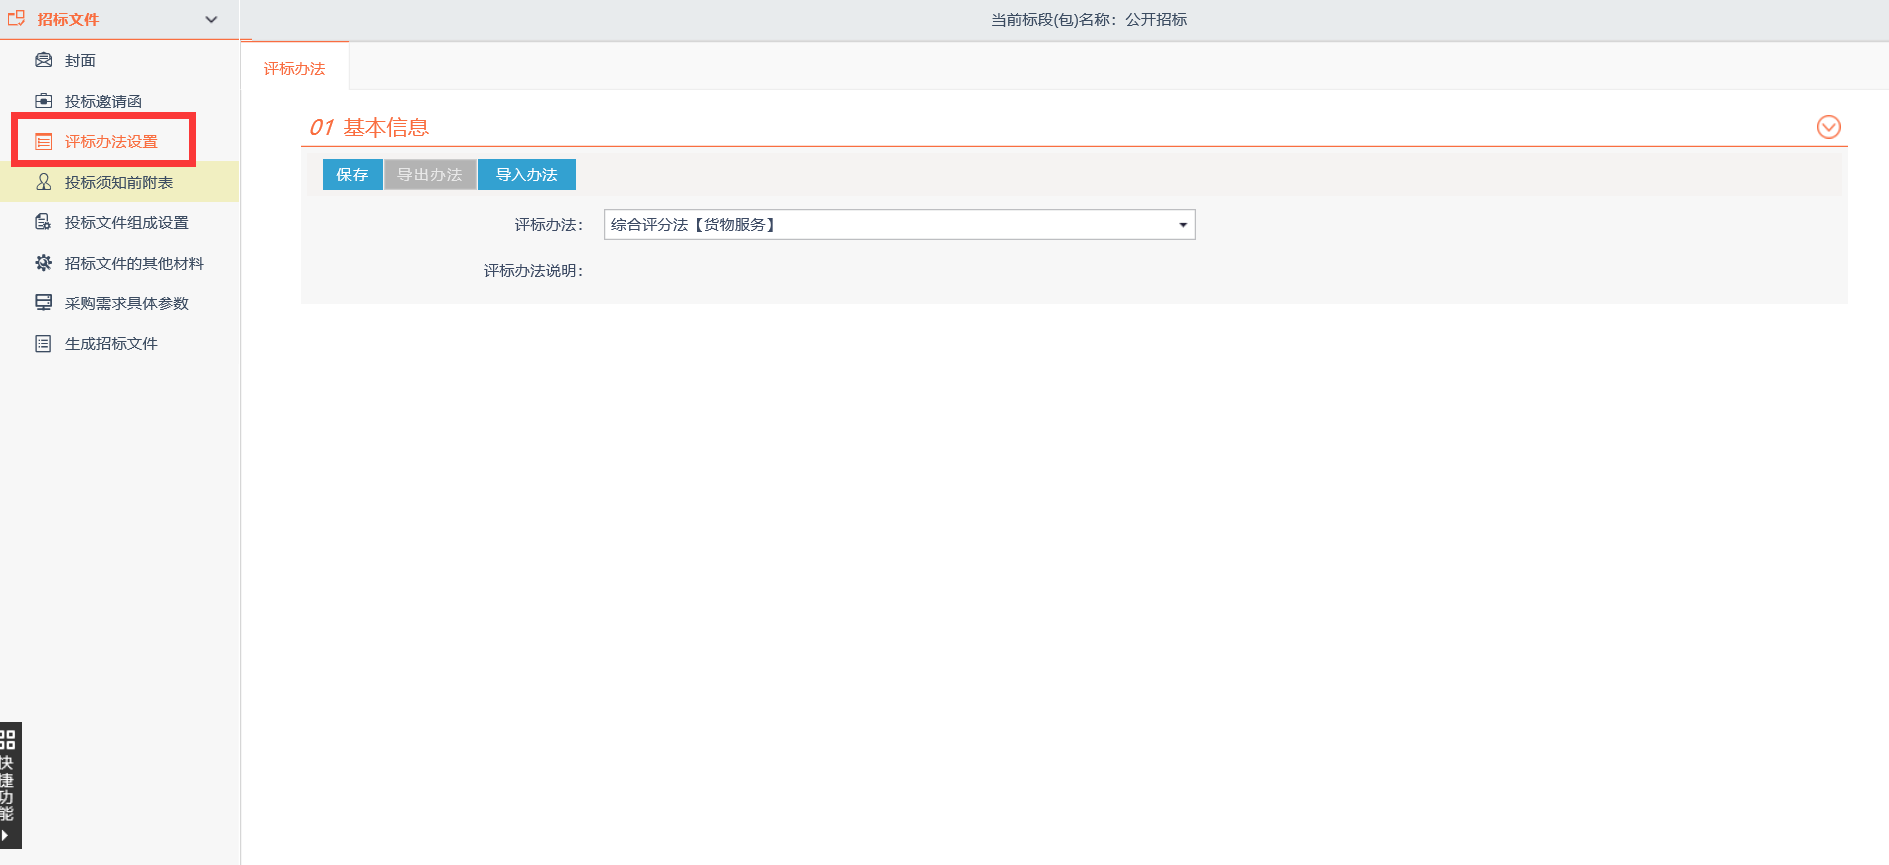 招标文件
当前标段(包)名称：公开招标
封面
投标邀请函
评标办法设置
投标须知前附表
投标文件组成设置
招标文件的其他材料
采购需求具体参数
生成招标文件
快捷功能
评标办法
01 基本信息
保存 导出办法 导入办法
评标办法： 综合评分法【货物服务】
评标办法说明：